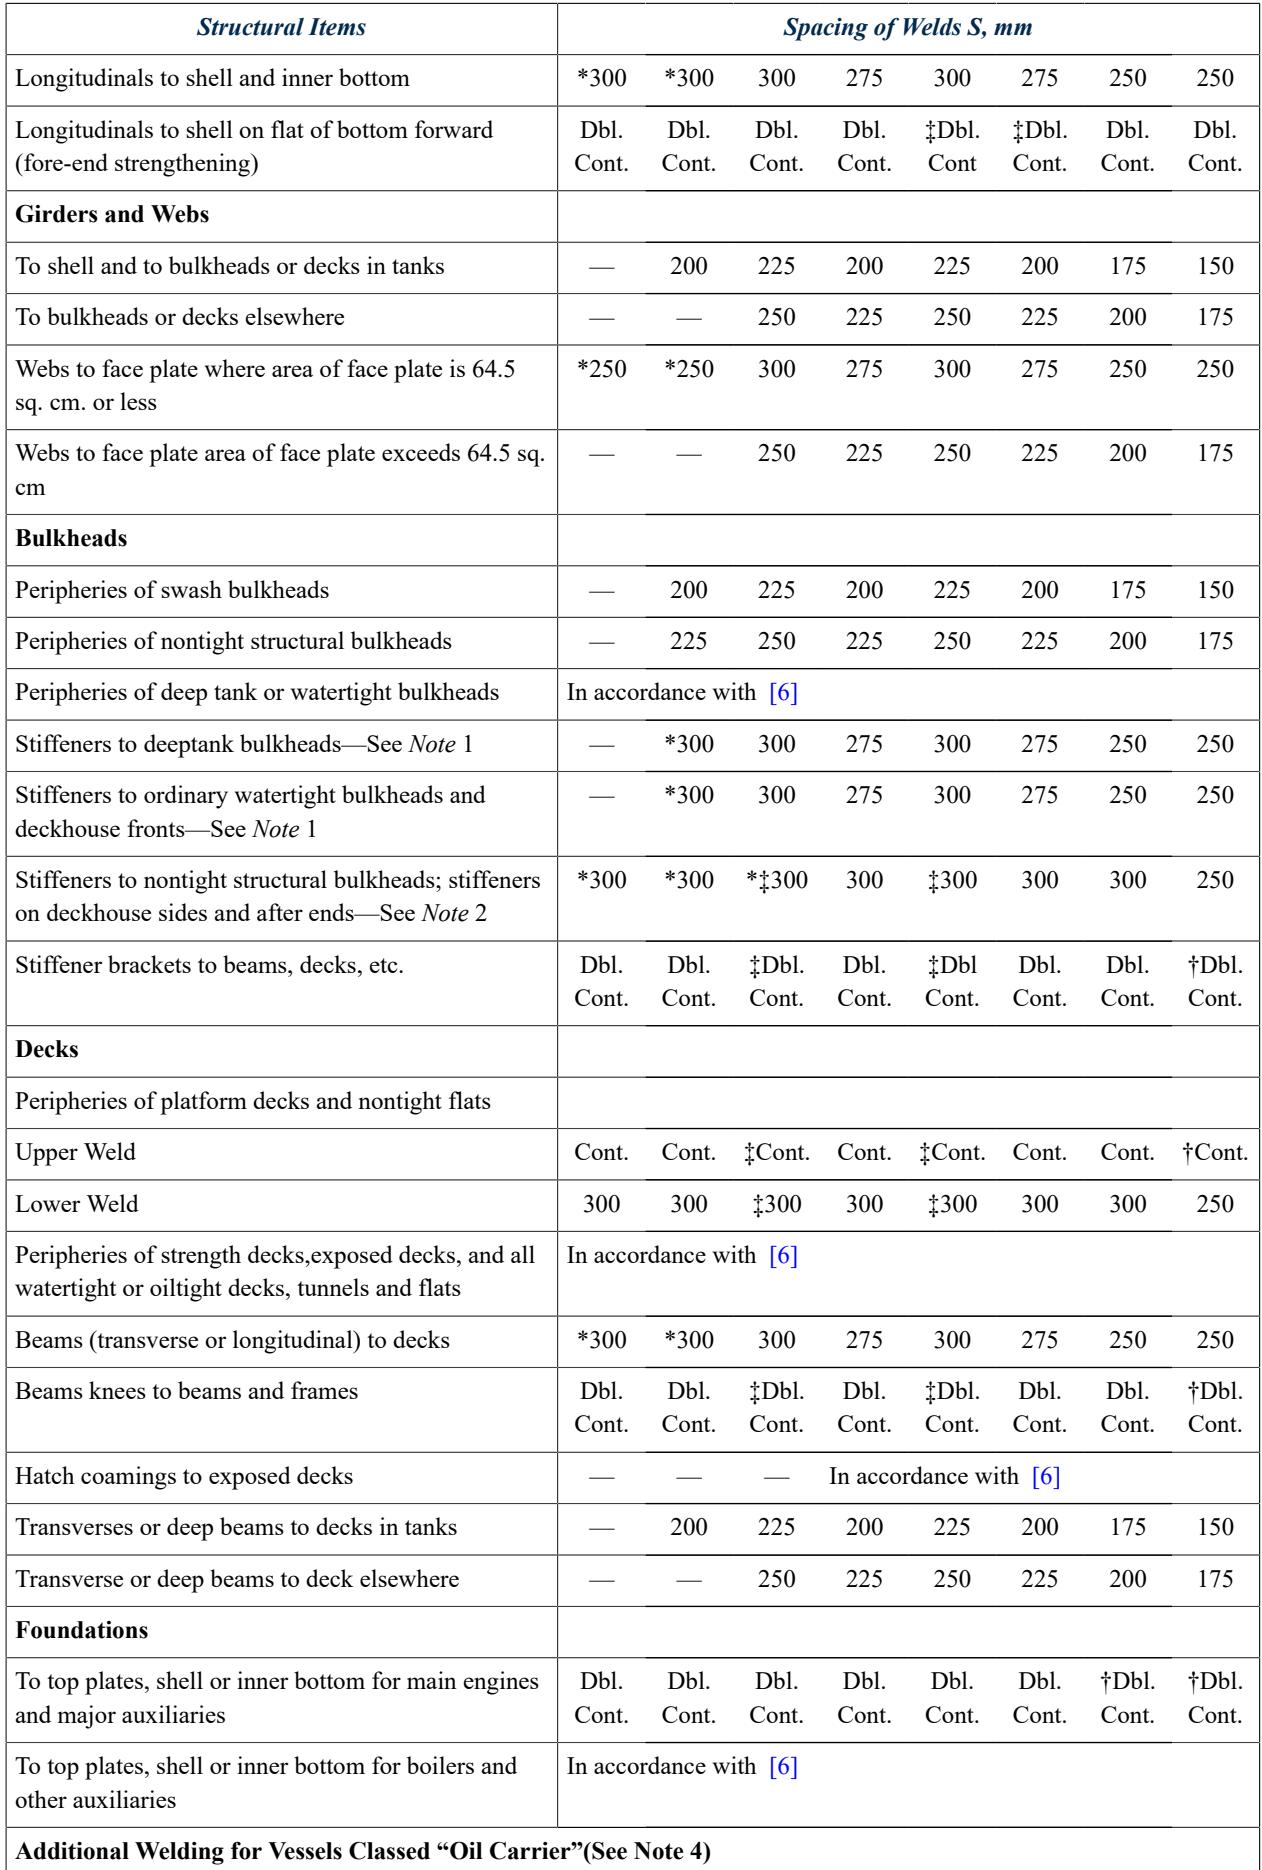 Structural Items Spacing of Welds S, mm
Longitudinals to shell and inner bottom *300 *300 300 275 300 275 250 250
Longitudinals to shell on flat of bottom forward Dbl. Dbl. Dbl. Dbl. ‡Dbl. ‡Dbl. Dbl. Dbl.
(fore-end strengthening) Cont. Cont. Cont. Cont. Cont Cont. Cont. Cont.
Girders and Webs
To shell and to bulkheads or decks in tanks — 200 225 200 225 200 175 150
To bulkheads or decks elsewhere — — 250 225 250 225 200 175
Webs to face plate where area of face plate is 64.5 *250 *250 300 275 300 275 250 250
sq. cm. or less
Webs to face plate area of face plate exceeds 64.5 sq. — — 250 225 250 225 200 175
cm
Bulkheads
Peripheries of swash bulkheads — 200 225 200 225 200 175 150
Peripheries of nontight structural bulkheads — 225 250 225 250 225 200 175
Peripheries of deep tank or watertight bulkheads In accordance with [6]
Stiffeners to deeptank bulkheads—See Note 1 — *300 300 275 300 275 250 250
Stiffeners to ordinary watertight bulkheads and — *300 300 275 300 275 250 250
deckhouse fronts—See Note 1
Stiffeners to nontight structural bulkheads; stiffeners *300 *300 *‡300 300 ‡300 300 300 250
on deckhouse sides and after ends—See Note 2
Stiffener brackets to beams, decks, etc. Dbl. Dbl. ‡Dbl. Dbl. ‡Dbl Dbl. Dbl. †Dbl.
Cont. Cont. Cont. Cont. Cont. Cont. Cont. Cont.
Decks
Peripheries of platform decks and nontight flats
Upper Weld Cont. Cont. ‡Cont. Cont. ‡Cont. Cont. Cont. †Cont.
Lower Weld 300 300 ‡300 300 ‡300 300 300 250
Peripheries of strength decks,exposed decks, and all In accordance with [6]
watertight or oiltight decks, tunnels and flats
Beams (transverse or longitudinal) to decks *300 *300 300 275 300 275 250 250
Beams knees to beams and frames Dbl. Dbl. ‡Dbl. Dbl. ‡Dbl. Dbl. Dbl. †Dbl.
Cont. Cont. Cont. Cont. Cont. Cont. Cont. Cont.
Hatch coamings to exposed decks — — — In accordance with [6]
Transverses or deep beams to decks in tanks — 200 225 200 225 200 175 150
Transverse or deep beams to deck elsewhere — — 250 225 250 225 200 175
Foundations
To top plates, shell or inner bottom for main engines Dbl. Dbl. Dbl. Dbl. Dbl. Dbl. †Dbl. †Dbl.
and major auxiliaries Cont. Cont. Cont. Cont. Cont. Cont. Cont. Cont.
To top plates, shell or inner bottom for boilers and In accordance with [6]
other auxiliaries
Additional Welding for Vessels Classed “Oil Carrier”(See Note 4)